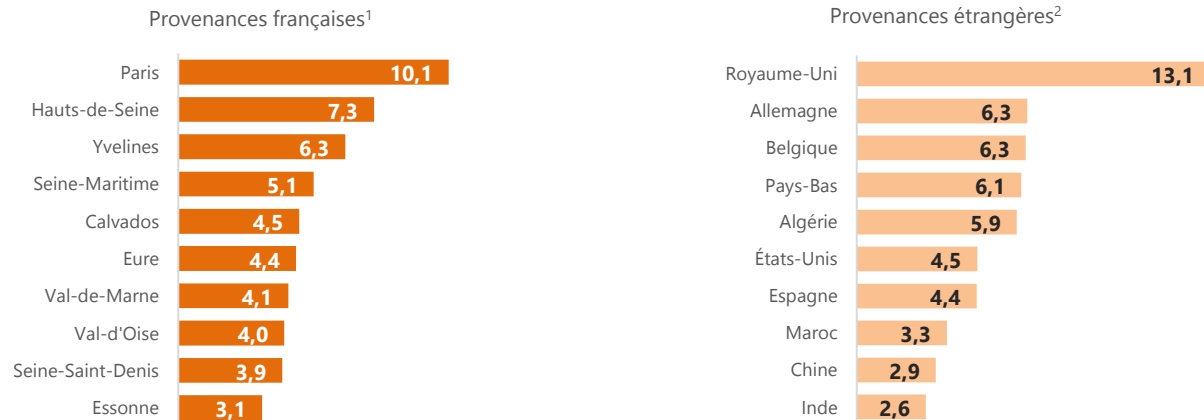 Provenances françaises¹
Paris 10,1
Hauts-de-Seine 7,3
Yvelines 6,3
Seine-Maritime 5,1
Calvados 4,5
Eure 4,4
Val-de-Marne 4,1
Val-d'Oise 4,0
Seine-Saint-Denis 3,9
Essonne 3,1
Provenances étrangères²
Royaume-Uni 13,1
Allemagne 6,3
Belgique 6,3
Pays-Bas 6,1
Algérie 5,9
États-Unis 4,5
Espagne 4,4
Maroc 3,3
Chine 2,9
Inde 2,6